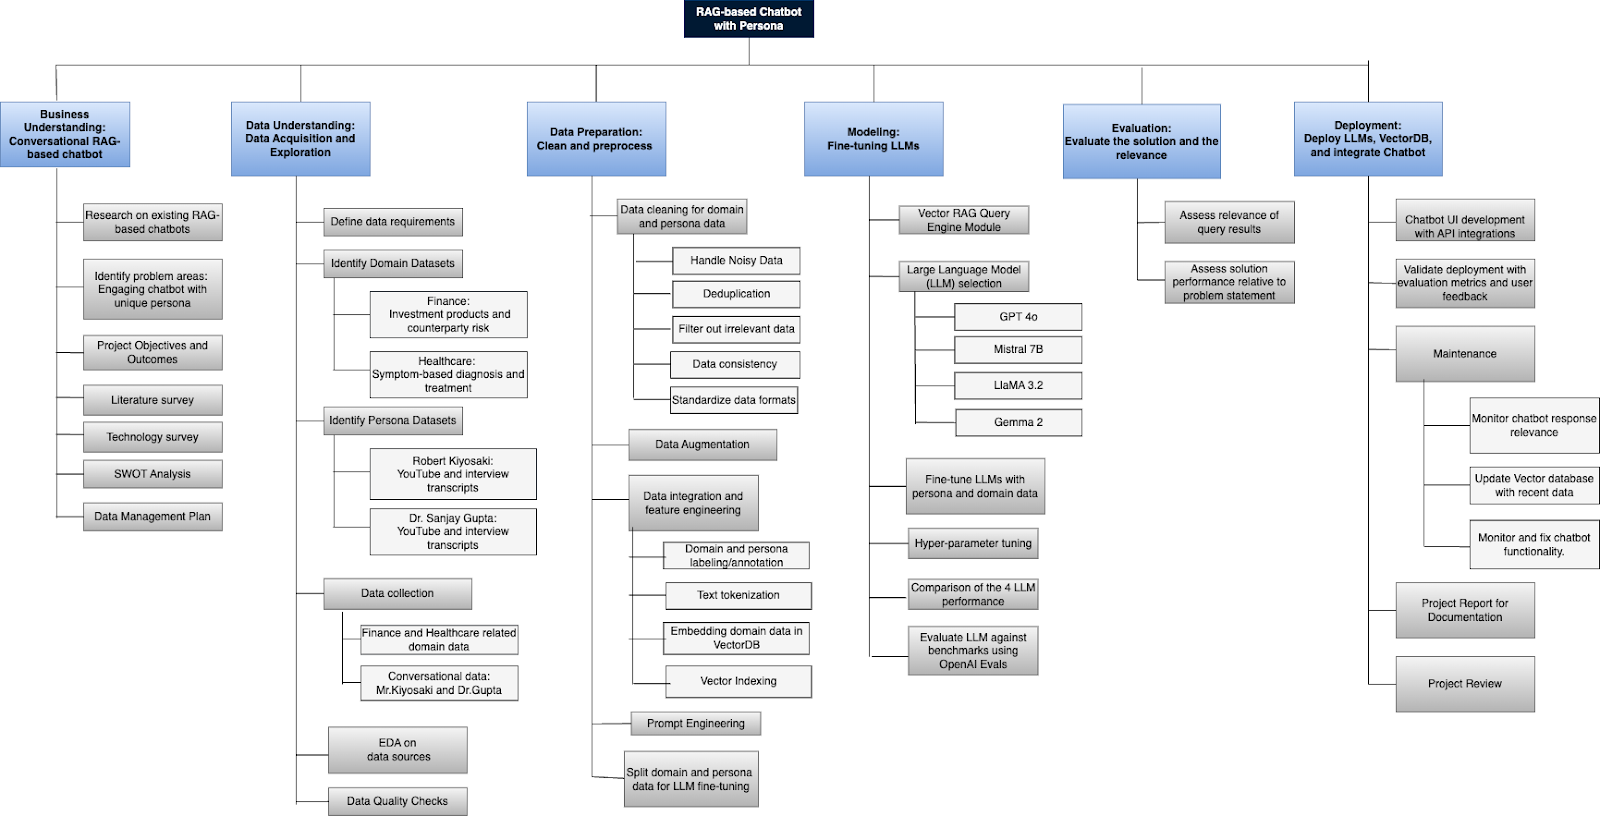 RAG-based Chatbot
with Persona
Business
Understanding:
Conversational RAG-
based chatbot
Research on existing RAG-
based chatbots
Identify problem areas:
Engaging chatbot with
unique persona
Project Objectives and
Outcomes
Literature survey
Technology survey
SWOT Analysis
Data Management Plan
Data Understanding:
Data Acquisition and
Exploration
Define data requirements
Identify Domain Datasets
Finance:
Investment products and
counterparty risk
Healthcare:
Symptom-based diagnosis and
treatment
Identify Persona Datasets
Robert Kiyosaki:
YouTube and interview
transcripts
Dr. Sanjay Gupta:
YouTube and interview
transcripts
Data collection
Finance and Healthcare related
domain data
Conversational data:
Mr.Kiyosaki and Dr.Gupta
EDA on
data sources
Data Quality Checks
Data Preparation:
Clean and preprocess
Data cleaning for domain
and persona data
Handle Noisy Data
Deduplication
Filter out irrelevant data
Data consistency
Standardize data formats
Data Augmentation
Data integration and
feature engineering
Domain and persona
labeling/annotation
Text tokenization
Embedding domain data in
VectorDB
Vector Indexing
Prompt Engineering
Split domain and persona
data for LLM fine-tuning
Modeling:
Fine-tuning LLMs
Vector RAG Query
Engine Module
Large Language Model
(LLM) selection
GPT 4o
Mistral 7B
LlaMA 3.2
Gemma 2
Fine-tune LLMs with
persona and domain data
Hyper-parameter tuning
Comparison of the 4 LLM
performance
Evaluate LLM against
benchmarks using
OpenAI Evals
Evaluation:
Evaluate the solution and the
relevance
Assess relevance of
query results
Assess solution
performance relative to
problem statement
Deployment:
Deploy LLMs, VectorDB,
and integrate Chatbot
Chatbot UI development
with API integrations
Validate deployment with
evaluation metrics and user
feedback
Maintenance
Monitor chatbot response
relevance
Update Vector database
with recent data
Monitor and fix chatbot
functionality.
Project Report for
Documentation
Project Review